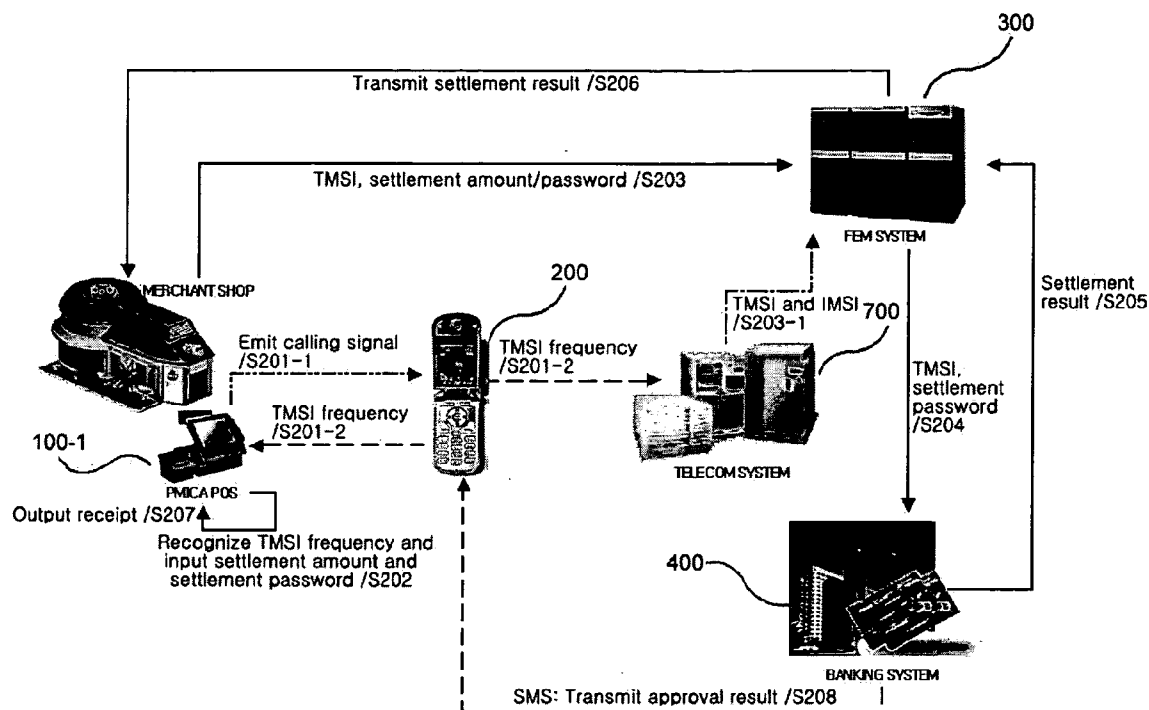 300
Transmit settlement result /S206
TMSI, settlement amount/password /S203
FEM SYSTEM
MERCHANT SHOP
200
Settlement
result /S205
TMSI and IMSI
/S203-1
700
Emit calling signal
/S201-1
TMSI frequency
/S201-2
TMSI,
settlement
password
/S204
TMSI frequency
/S201-2
100-1
TELECOM SYSTEM
PMICA POS
Output receipt /S207
Recognize TMSI frequency and
input settlement amount and
settlement password /S202
400
BANKING SYSTEM
SMS: Transmit approval result /S208